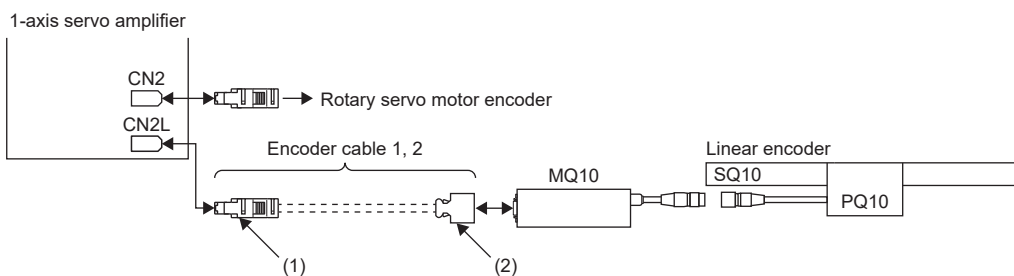 1-axis servo amplifier
CN2
Rotary servo motor encoder
CN2L
Encoder cable 1, 2
MQ10
Linear encoder
SQ10
PQ10
(1)
(2)